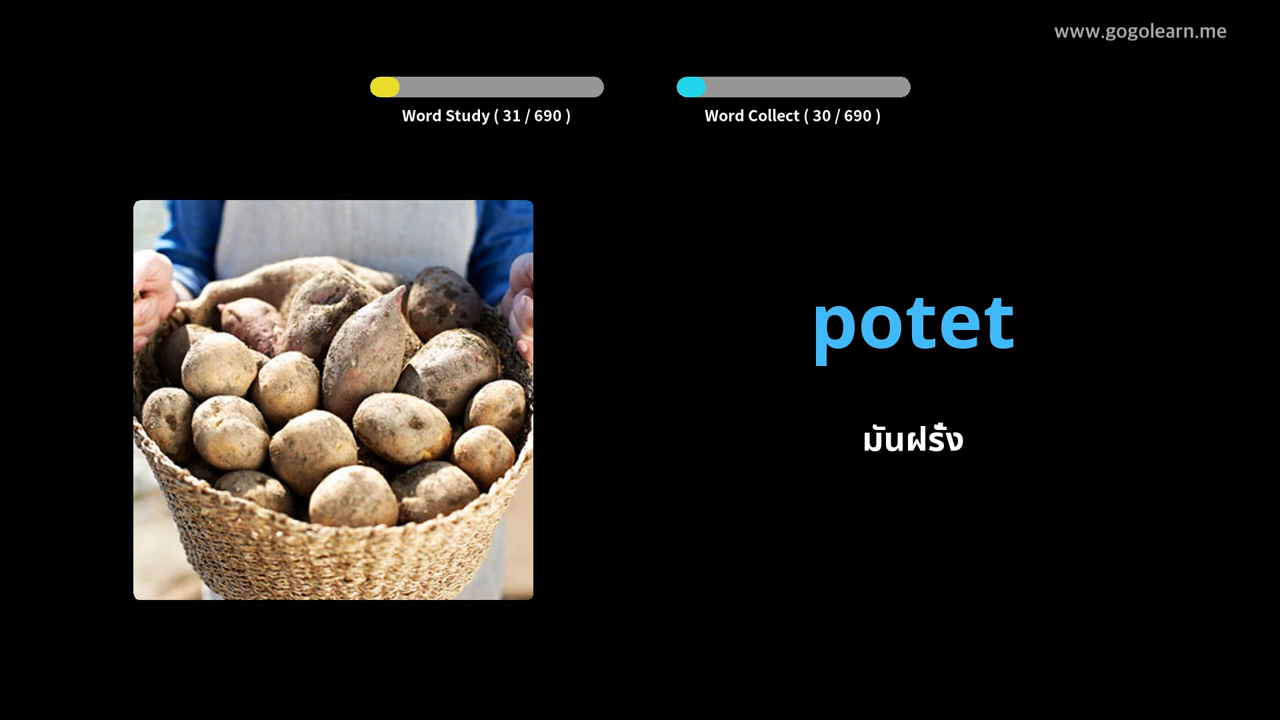 www.gogolearn.me
Word Study ( 31 / 690 )
Word Collect ( 30 / 690 )
potet
มันฝรั่ง